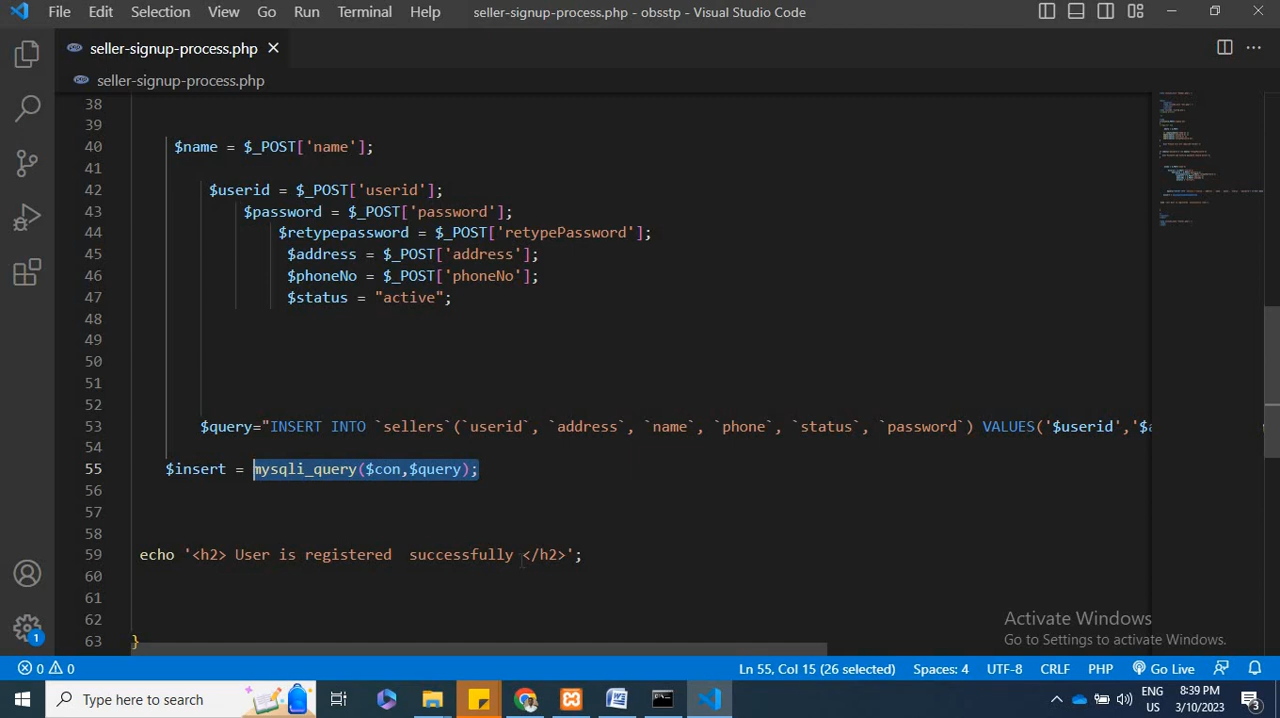 File Edit Selection View Go Run Terminal Help seller-signup-process.php - obsstp - Visual Studio Code
seller-signup-process.php
seller-signup-process.php
38
39
40 $name = $_POST['name'];
41
42 $userid = $_POST['userid'];
43 $password = $_POST['password'];
44 $retypepassword = $_POST['retypePassword'];
45 $address = $_POST['address'];
46 $phoneNo = $_POST['phoneNo'];
47 $status = "active";
48
49
50
51
52
53 $query="INSERT INTO `sellers`(`userid`, `address`, `name`, `phone`, `status`, `password`) VALUES('$userid','$a
54
55 $insert = mysqli_query($con,$query);
56
57
58
59 echo '<h2> User is registered  successfully </h2>';
60
61
62
63 }
Activate Windows
Go to Settings to activate Windows.
1
0 0 Ln 55, Col 15 (26 selected) Spaces: 4 UTF-8 CRLF PHP Go Live
Type here to search ENG 8:39 PM
US 3/10/2023 3